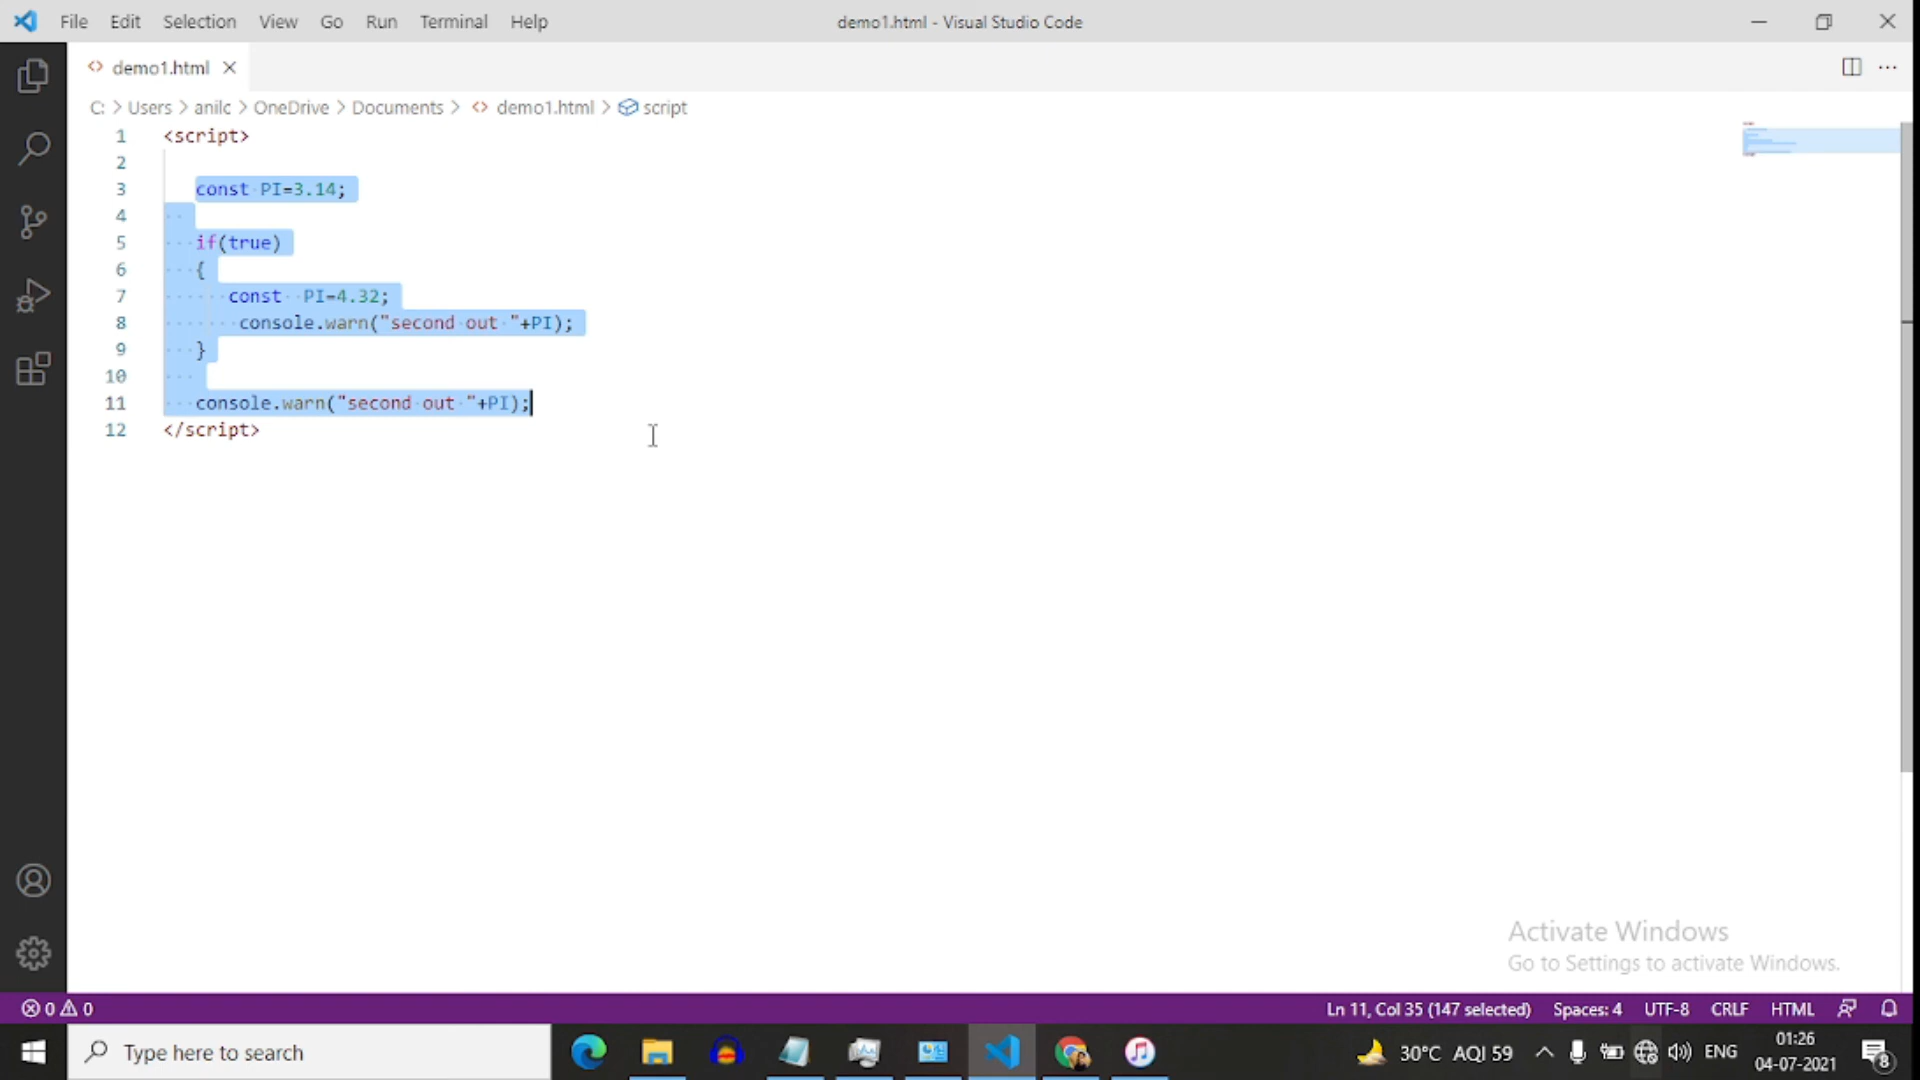 File Edit Selection View Go Run Terminal Help demo1.html - Visual Studio Code
demo1.html
C: > Users > anilc > OneDrive > Documents > demo1.html > script
1 <script>
2
3 const PI=3.14;
4
5 if(true)
6 {
7 const  PI=4.32;
8 console.warn("second out "+PI);
9 }
10
11 console.warn("second out "+PI);
12 </script>
Activate Windows
Go to Settings to activate Windows.
0 0 Ln 11, Col 35 (147 selected) Spaces: 4 UTF-8 CRLF HTML
Type here to search 30°C AQI 59 ENG 01:26
04-07-2021 8